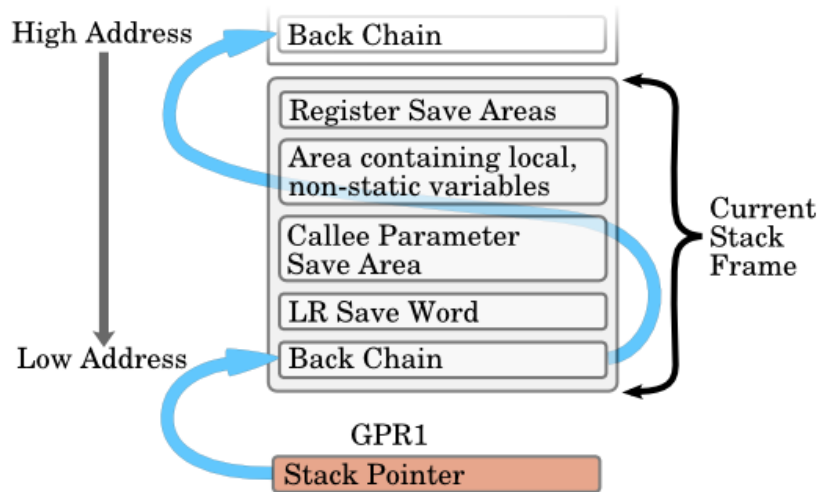 High Address
Back Chain
Register Save Areas
Area containing local,
non-static variables
Callee Parameter
Save Area
Current
Stack
Frame
LR Save Word
Low Address
Back Chain
GPR1
Stack Pointer